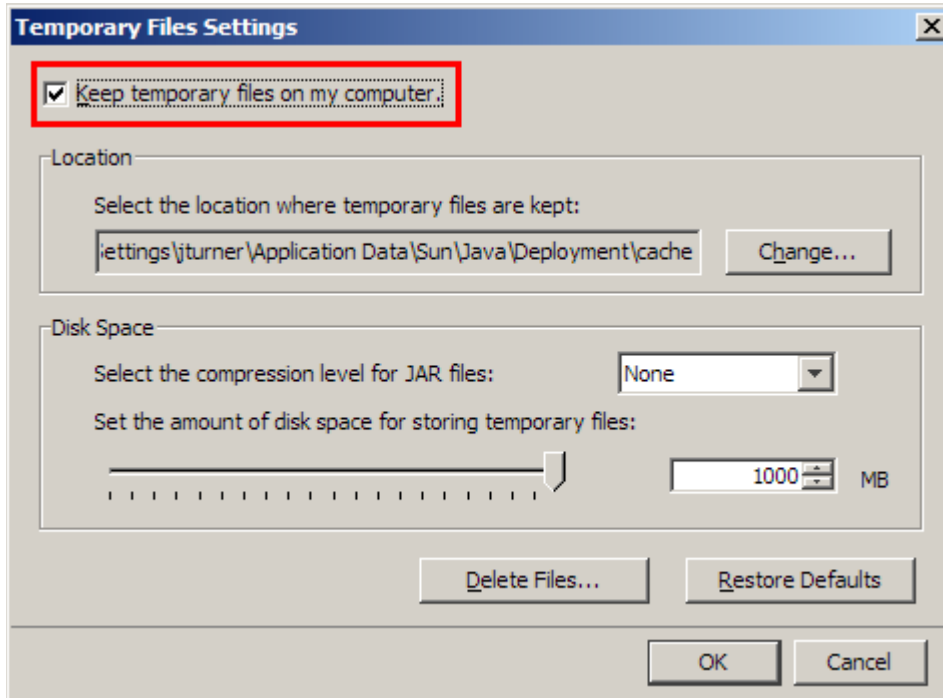 Temporary Files Settings
Keep temporary files on my computer.
Location
Select the location where temporary files are kept:
ettings\jturner\Application Data\Sun\Java\Deployment\cache
Change...
Disk Space
Select the compression level for JAR files:
None
Set the amount of disk space for storing temporary files:
1000
MB
Delete Files...
Restore Defaults
OK
Cancel